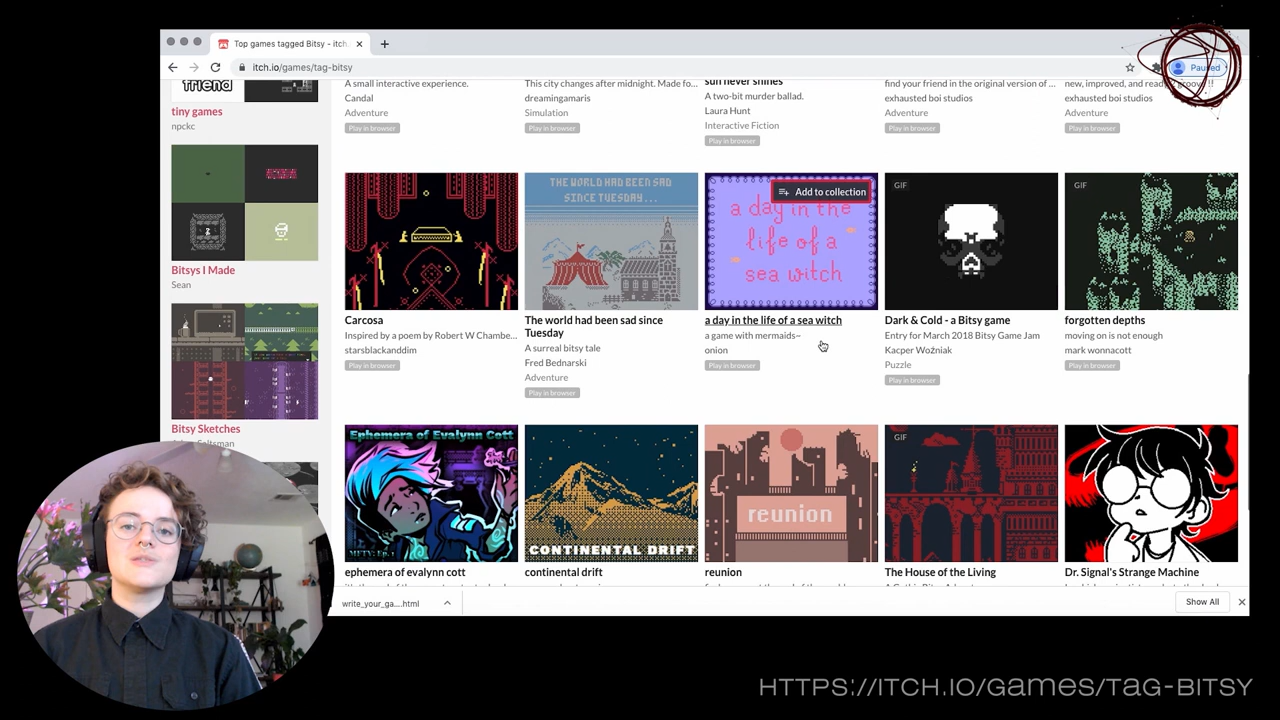 Top games tagged Bitsy - itch.
itch.io/games/tag-bitsy
Paused
friend
tiny games
npckc
Bitsys I Made
Sean
Bitsy Sketches
A small interactive experience.
Candal
Adventure
Play in browser
This city changes after midnight. Made fo...
dreamingamaris
Simulation
Play in browser
sun never shines
A two-bit murder ballad.
Laura Hunt
Interactive Fiction
Play in browser
find your friend in the original version of ...
exhausted boi studios
Adventure
Play in browser
exhausted boi studios
Adventure
Play in browser
Carcosa
Inspired by a poem by Robert W Chambe...
starsblankanddim
Play in browser
THE WORLD HAD BEEN SAD
SINCE TUESDAY...
The world had been sad since
Tuesday
A surreal bitsy tale
Fred Bednarski
Adventure
Play in browser
Add to collection
a day in the
life of a
sea witch
a day in the life of a sea witch
a game with mermaids~
onion
Play in browser
GIF
Dark & Cold - a Bitsy game
Entry for March 2018 Bitsy Game Jam
Kacper Woźniak
Puzzle
Play in browser
GIF
forgotten depths
moving on is not enough
mark wonnacott
Play in browser
Ephemera of Evalynn Cott
MFTY: Ep. 1
ephemera of evalynn cott
CONTINENTAL DRIFT
continental drift
reunion
reunion
GIF
The House of the Living
Dr. Signal's Strange Machine
write_your_ga....html
Show All
HTTPS://ITCH.IO/GAMES/TAG-BITSY